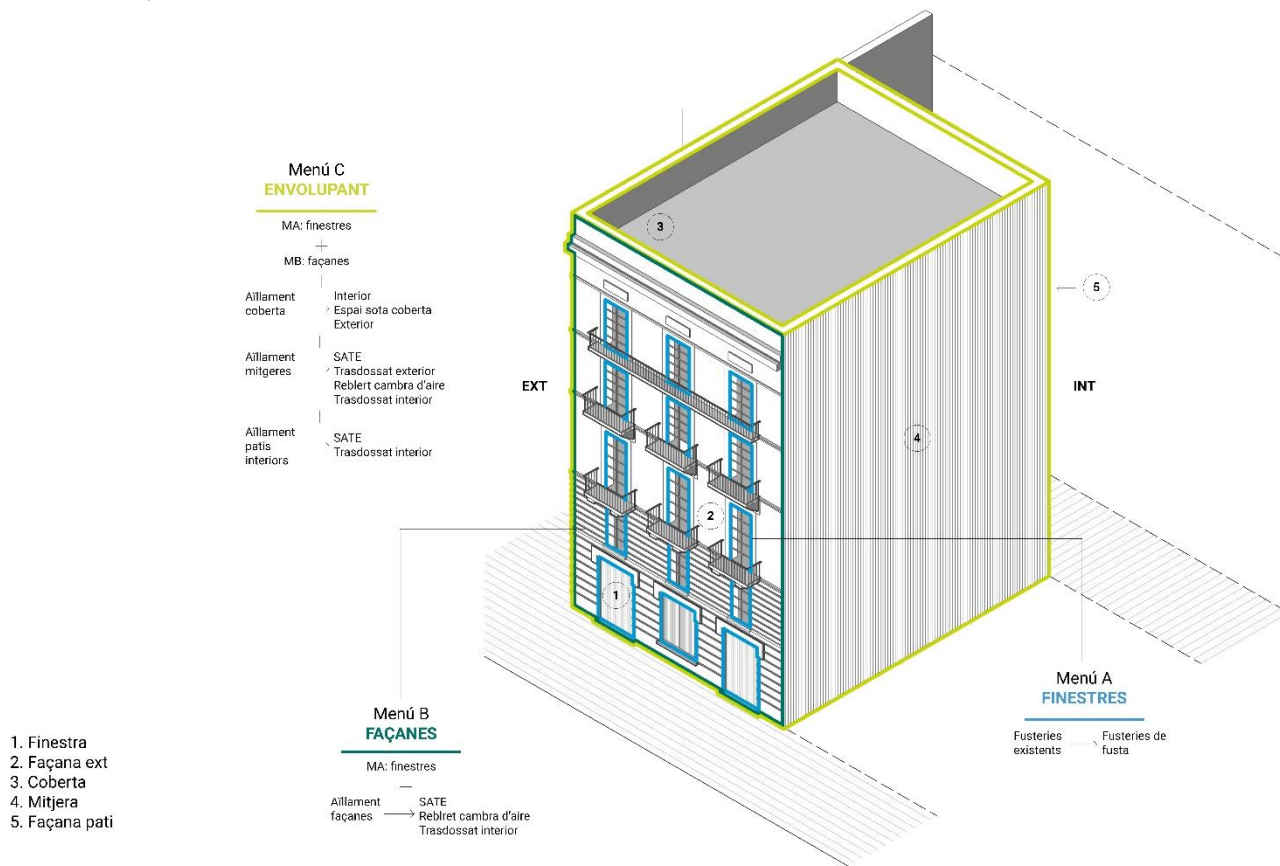 Menú C
ENVOLUPANT
MA: finestres
+
MB: façanes
Aïllament
coberta
Interior
Espai sota coberta
Exterior
Aïllament
mitgeres
SATE
Trasdossat exterior
Reblert cambra d'aire
Trasdossat interior
Aïllament
patis
interiors
SATE
Trasdossat interior
EXT
INT
3
5
4
2
1
Menú B
FAÇANES
MA: finestres
Aïllament
façanes
SATE
Reblret cambra d'aire
Trasdossat interior
Menú A
FINESTRES
Fusteries
existents
Fusteries de
fusta
1. Finestra
2. Façana ext
3. Coberta
4. Mitjera
5. Façana pati